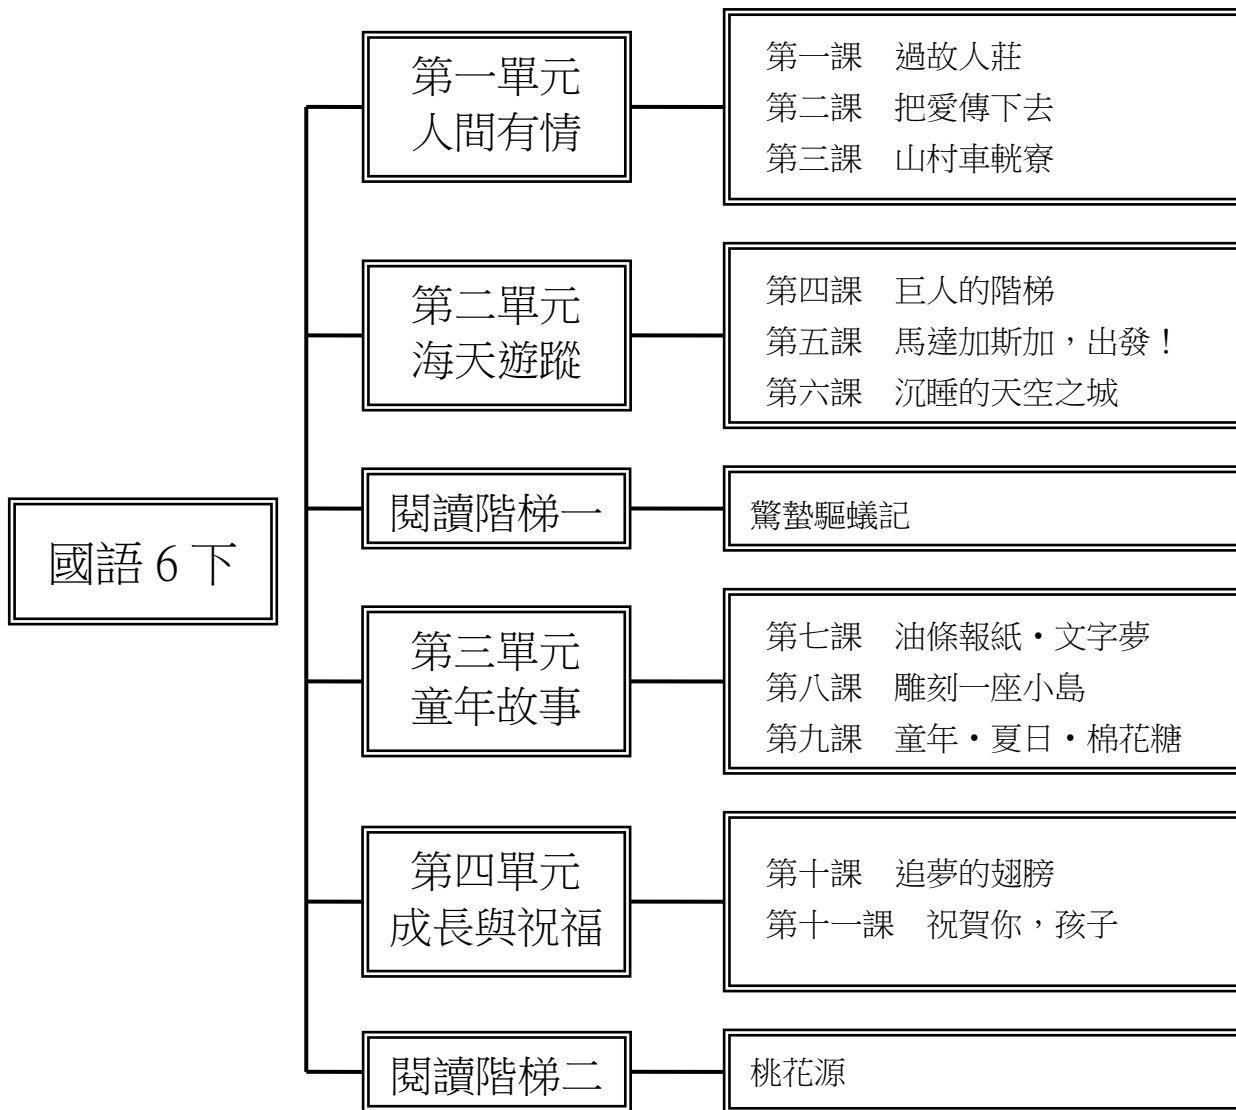 國語 6 下
第一單元
人間有情
第一課　過故人莊
第二課　把愛傳下去
第三課　山村車輄寮
第二單元
海天遊蹤
第四課　巨人的階梯
第五課　馬達加斯加，出發！
第六課　沉睡的天空之城
閱讀階梯一
驚蟄驅蟻記
第三單元
童年故事
第七課　油條報紙‧文字夢
第八課　雕刻一座小島
第九課　童年‧夏日‧棉花糖
第四單元
成長與祝福
第十課　追夢的翅膀
第十一課　祝賀你，孩子
閱讀階梯二
桃花源